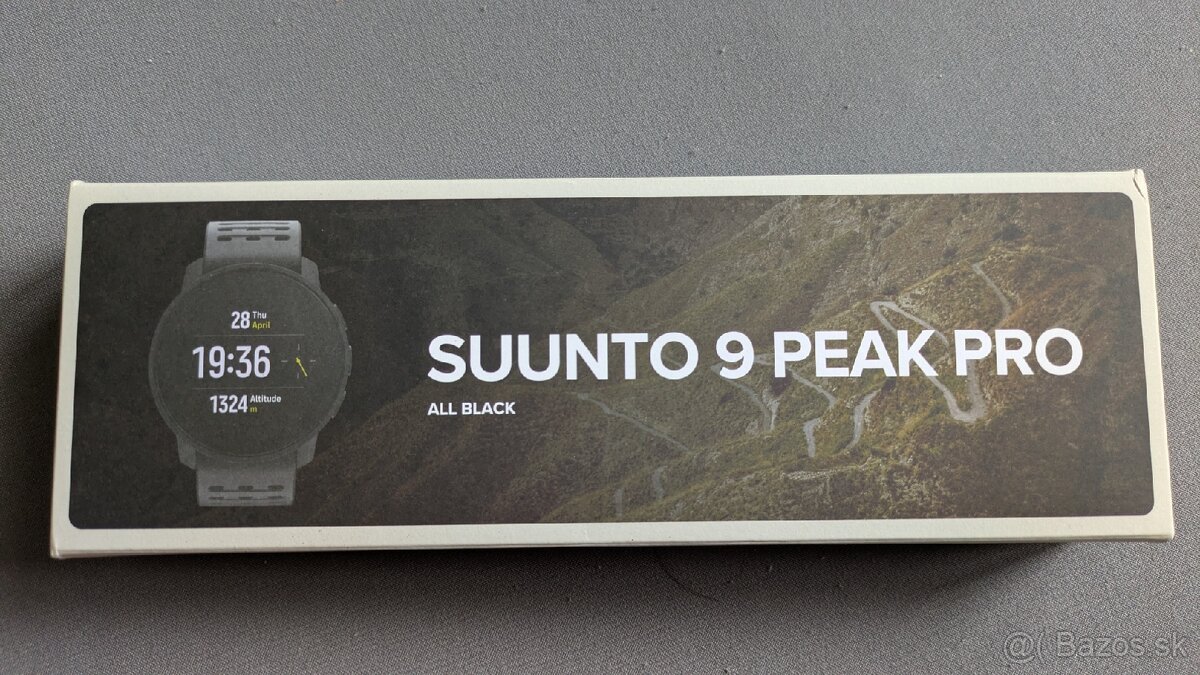 28 Thu
April
19:36
1324 Altitude
m
SUUNTO 9 PEAK PRO
ALL BLACK
@( Bazos.sk